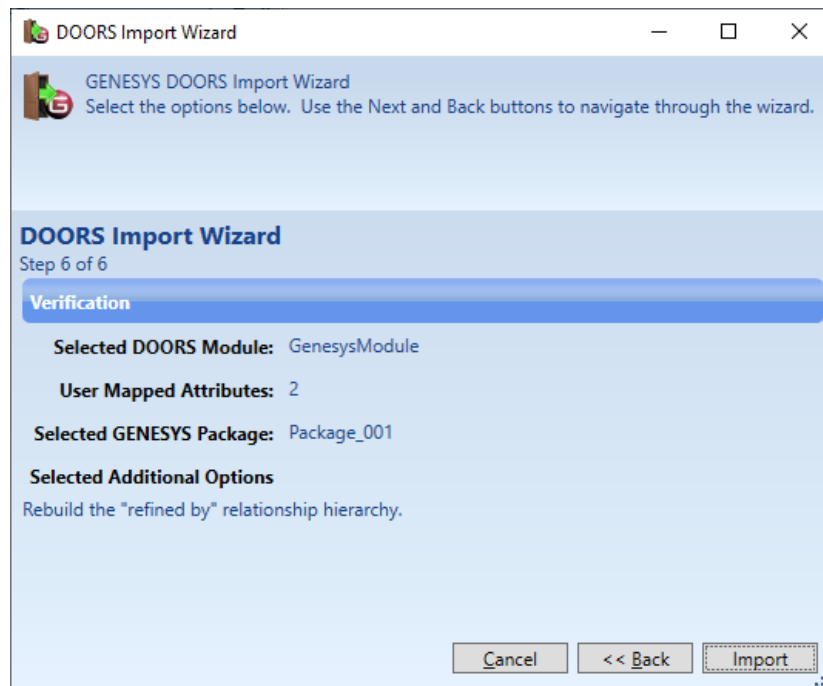 DOORS Import Wizard
GENESYS DOORS Import Wizard
Select the options below.  Use the Next and Back buttons to navigate through the wizard.
DOORS Import Wizard
Step 6 of 6
Verification
Selected DOORS Module: GenesysModule
User Mapped Attributes: 2
Selected GENESYS Package: Package_001
Selected Additional Options
Rebuild the "refined by" relationship hierarchy.
Cancel << Back Import